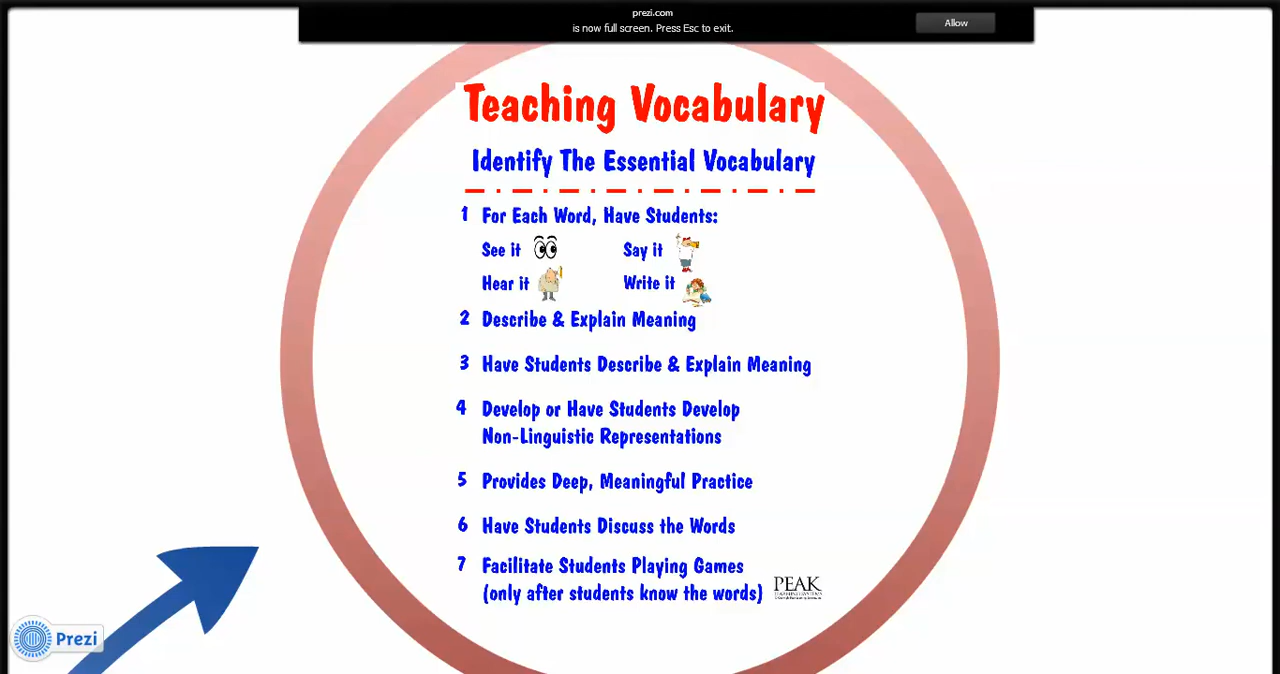 prezi.com
is now full screen. Press Esc to exit.
Allow
Teaching Vocabulary
Identify The Essential Vocabulary
1 For Each Word, Have Students:
See it Say it
Hear it Write it
2 Describe & Explain Meaning
3 Have Students Describe & Explain Meaning
4 Develop or Have Students Develop
Non-Linguistic Representations
5 Provides Deep, Meaningful Practice
6 Have Students Discuss the Words
7 Facilitate Students Playing Games
(only after students know the words)
PEAK
Prezi